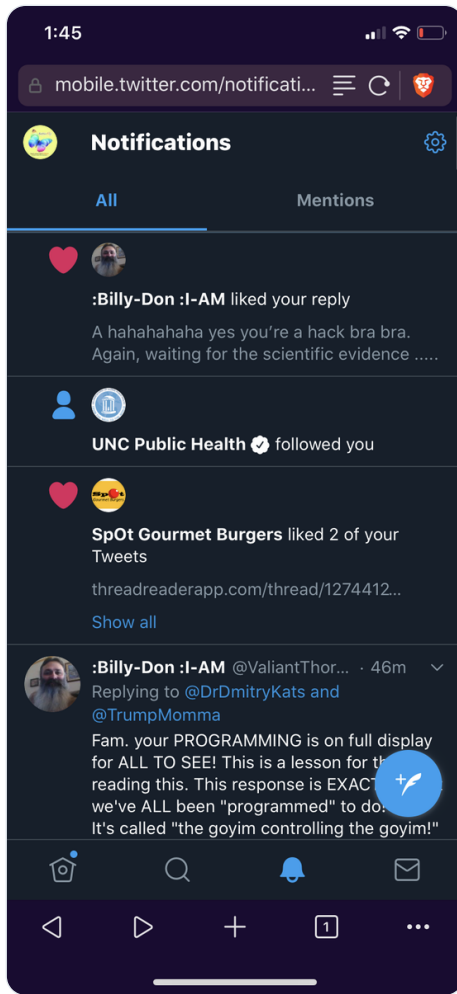 1:45
mobile.twitter.com/notificati...
Notifications
All
Mentions
:Billy-Don :I-AM liked your reply
A hahahahaha yes you're a hack bra bra.
Again, waiting for the scientific evidence .....
UNC Public Health followed you
SpOt
Gourmet Burgers
SpOt Gourmet Burgers liked 2 of your
Tweets
threadreaderapp.com/thread/1274412...
Show all
:Billy-Don :I-AM @ValiantThor... · 46m
Replying to @DrDmitryKats and
@TrumpMomma
Fam. your PROGRAMMING is on full display
for ALL TO SEE! This is a lesson for
reading this. This response is
we've ALL been "programmed" to do!
It's called "the goyim controlling the goyim!"
1